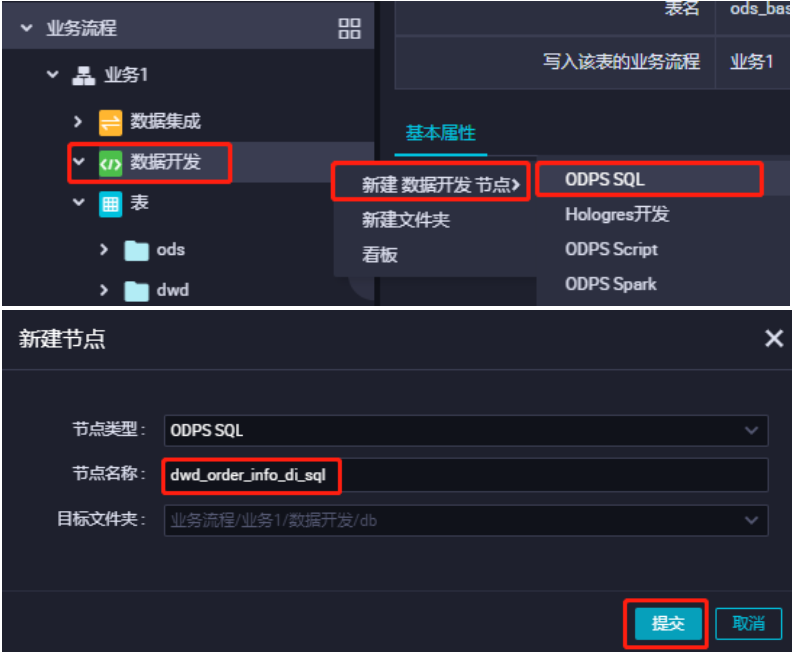 业务流程
业务1
数据集成
数据开发
表
ods
dwd
表名 ods_bas
写入该表的业务流程 业务1
基本属性
新建 数据开发 节点
新建文件夹
看板
ODPS SQL
Hologres开发
ODPS Script
ODPS Spark
新建节点
节点类型: ODPS SQL
节点名称: dwd_order_info_di_sql
目标文件夹: 业务流程/业务1/数据开发/db
提交 取消